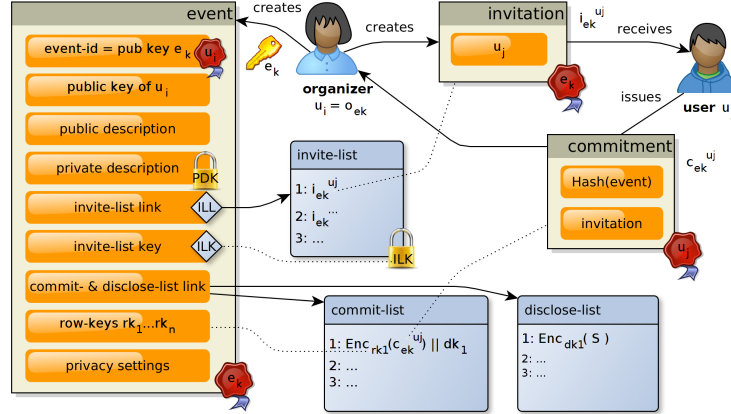 event
event-id = pub key e_k
u_i
public key of u_i
public description
private description
PDK
invite-list link
ILL
invite-list key
ILK
commit- & disclose-list link
row-keys rk_1...rk_n
privacy settings
e_k
creates
e_k
organizer
u_i = o_ek
creates
invitation
u_j
e_k
i_ek^uj
receives
user u
issues
commitment
Hash(event)
invitation
c_ek^uj
u_j
invite-list
1: i_ek^uj
2: i_ek^...
3: ...
ILK
commit-list
1: Enc_rk1(c_ek^uj) || dk_1
2: ...
3: ...
disclose-list
1: Enc_dk1( S )
2: ...
3: ...